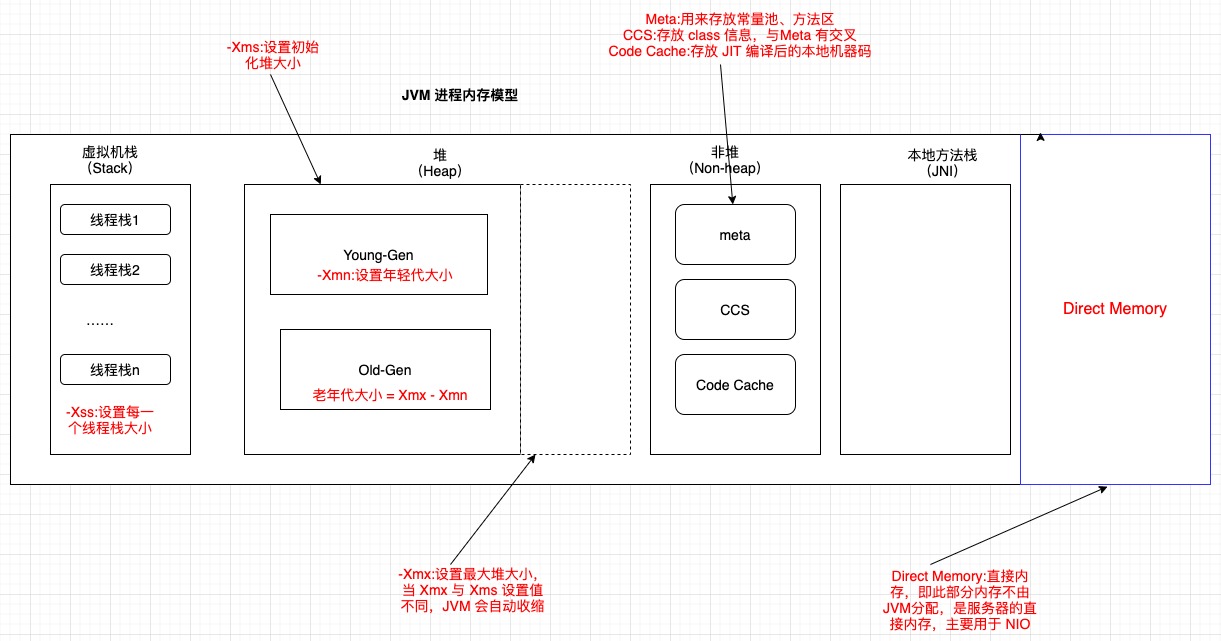 Meta:用来存放常量池、方法区
CCS:存放 class 信息，与Meta 有交叉
Code Cache:存放 JIT 编译后的本地机器码
-Xms:设置初始
化堆大小
JVM 进程内存模型
虚拟机栈
（Stack）
堆
（Heap）
非堆
（Non-heap）
本地方法栈
（JNI）
线程栈1
线程栈2
......
线程栈n
-Xss:设置每一
个线程栈大小
Young-Gen
-Xmn:设置年轻代大小
Old-Gen
老年代大小 = Xmx - Xmn
meta
CCS
Code Cache
Direct Memory
-Xmx:设置最大堆大小，
当 Xmx 与 Xms 设置值
不同，JVM 会自动收缩
Direct Memory:直接内
存，即此部分内存不由
JVM分配，是服务器的直
接内存，主要用于 NIO